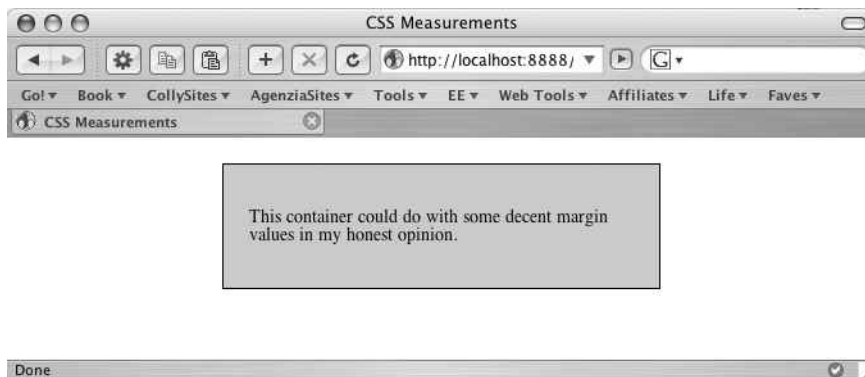 CSS Measurements
http://localhost:8888/
G
Go! Book CollySites AgenziaSites Tools EE Web Tools Affiliates Life Faves
CSS Measurements
This container could do with some decent margin
values in my honest opinion.
Done